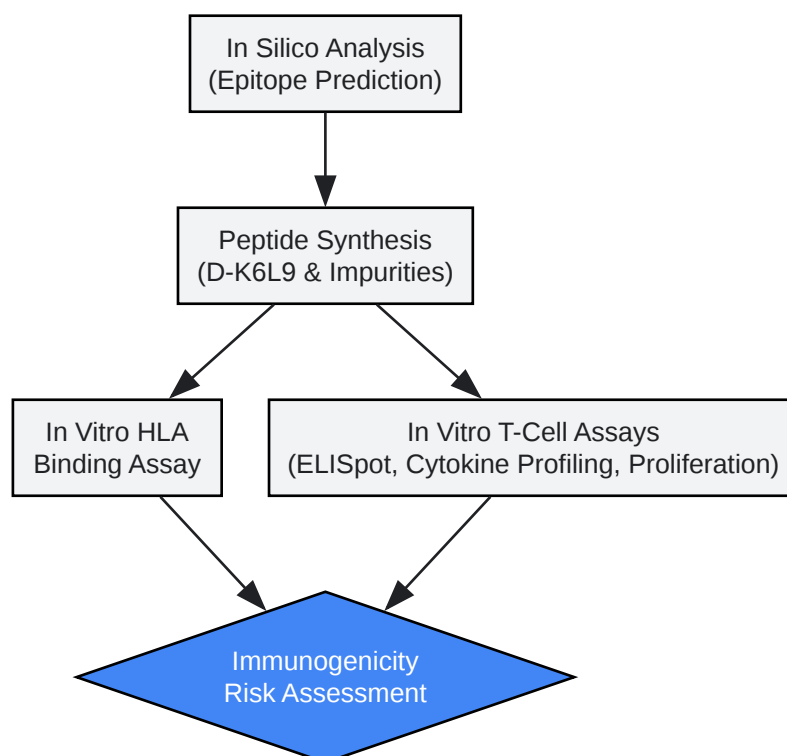 In Silico Analysis
(Epitope Prediction)
Peptide Synthesis
(D-K6L9 & Impurities)
In Vitro HLA
Binding Assay
In Vitro T-Cell Assays
(ELISpot, Cytokine Profiling, Proliferation)
Immunogenicity
Risk Assessment